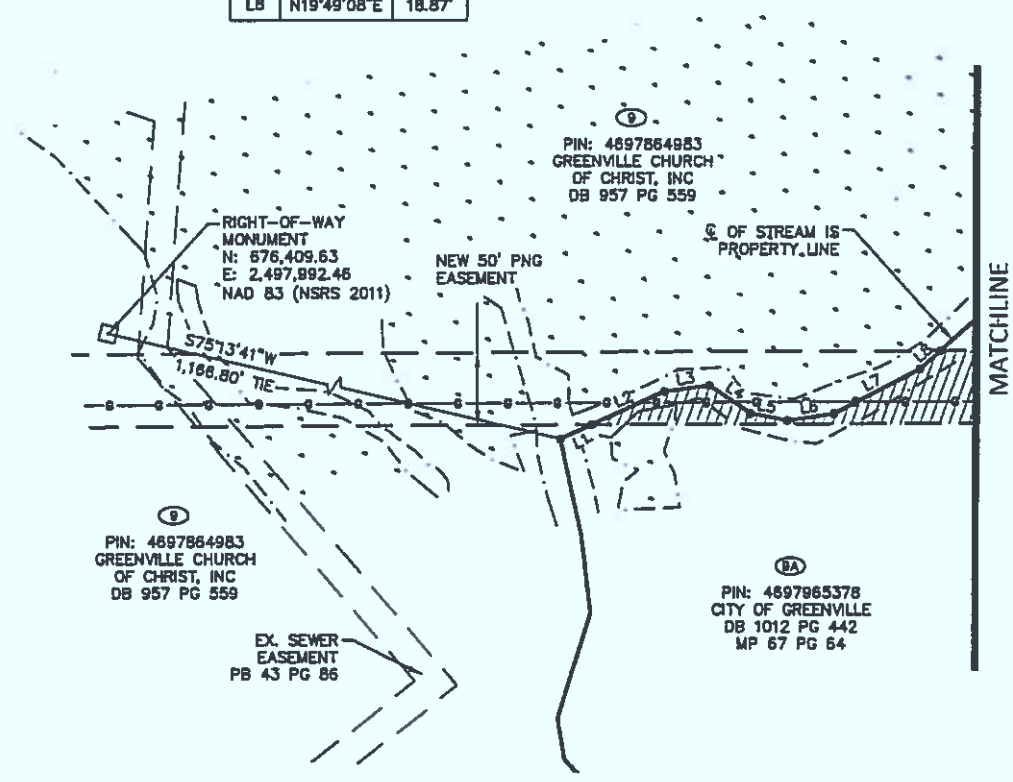 L8 N19°49'08"E 18.87'
9
PIN: 4697864983
GREENVILLE CHURCH
OF CHRIST, INC
DB 957 PG 559
RIGHT-OF-WAY
MONUMENT
N: 676,409.63
E: 2,497,992.46
NAD 83 (NSRS 2011)
NEW 50' PNG
EASEMENT
℄ OF STREAM IS
PROPERTY LINE
MATCHLINE
S75°13'41"W
1,166.80' TIE
L1
L2
L3
L4
L5
L6
L7
L8
G G G G G G G G G G G G G G G G G G
9
PIN: 4697864983
GREENVILLE CHURCH
OF CHRIST, INC
DB 957 PG 559
9A
PIN: 4697965378
CITY OF GREENVILLE
DB 1012 PG 442
MP 67 PG 64
EX. SEWER
EASEMENT
PB 43 PG 86